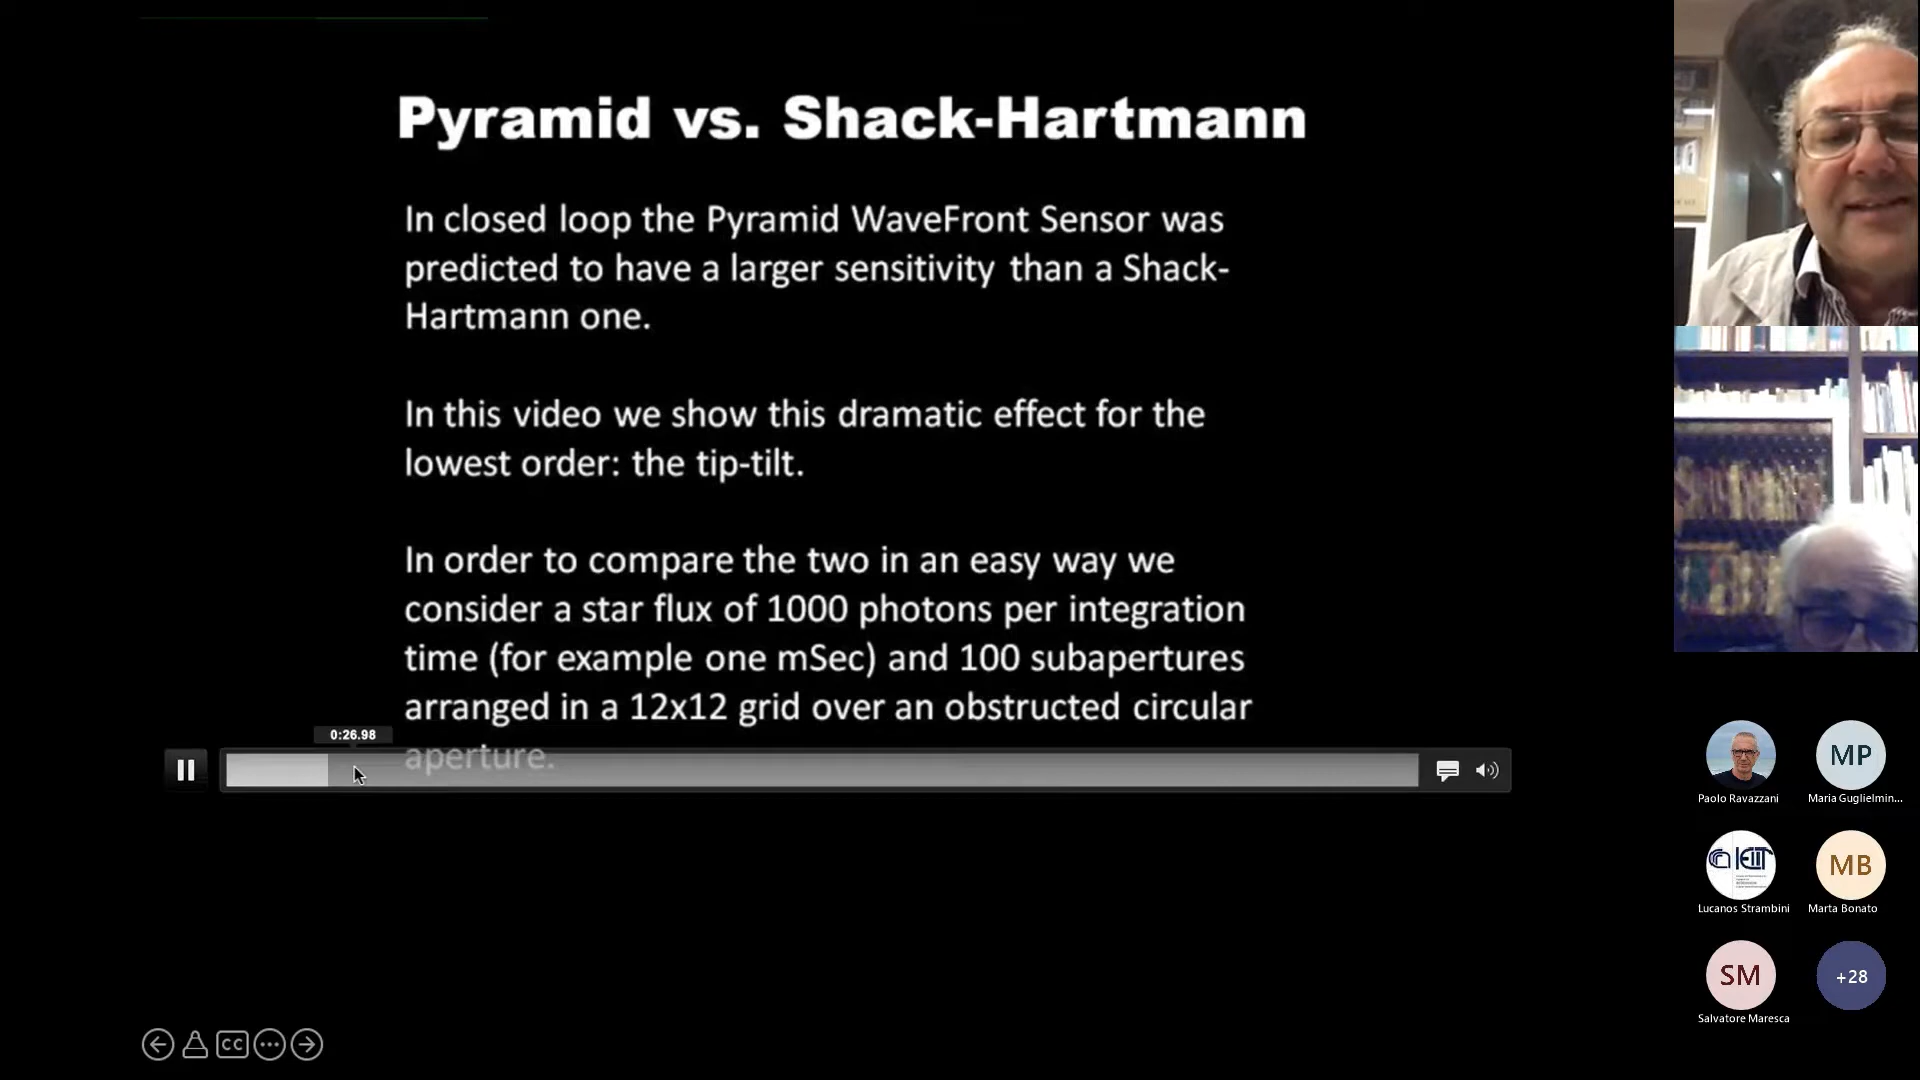 Pyramid vs. Shack-Hartmann
In closed loop the Pyramid WaveFront Sensor was
predicted to have a larger sensitivity than a Shack-
Hartmann one.
In this video we show this dramatic effect for the
lowest order: the tip-tilt.
In order to compare the two in an easy way we
consider a star flux of 1000 photons per integration
time (for example one mSec) and 100 subapertures
arranged in a 12x12 grid over an obstructed circular
aperture.
0:26.98
CC
MP
Paolo Ravazzani
Maria Guglielmin...
IEIIT
MB
Lucanos Strambini
Marta Bonato
SM
+28
Salvatore Maresca